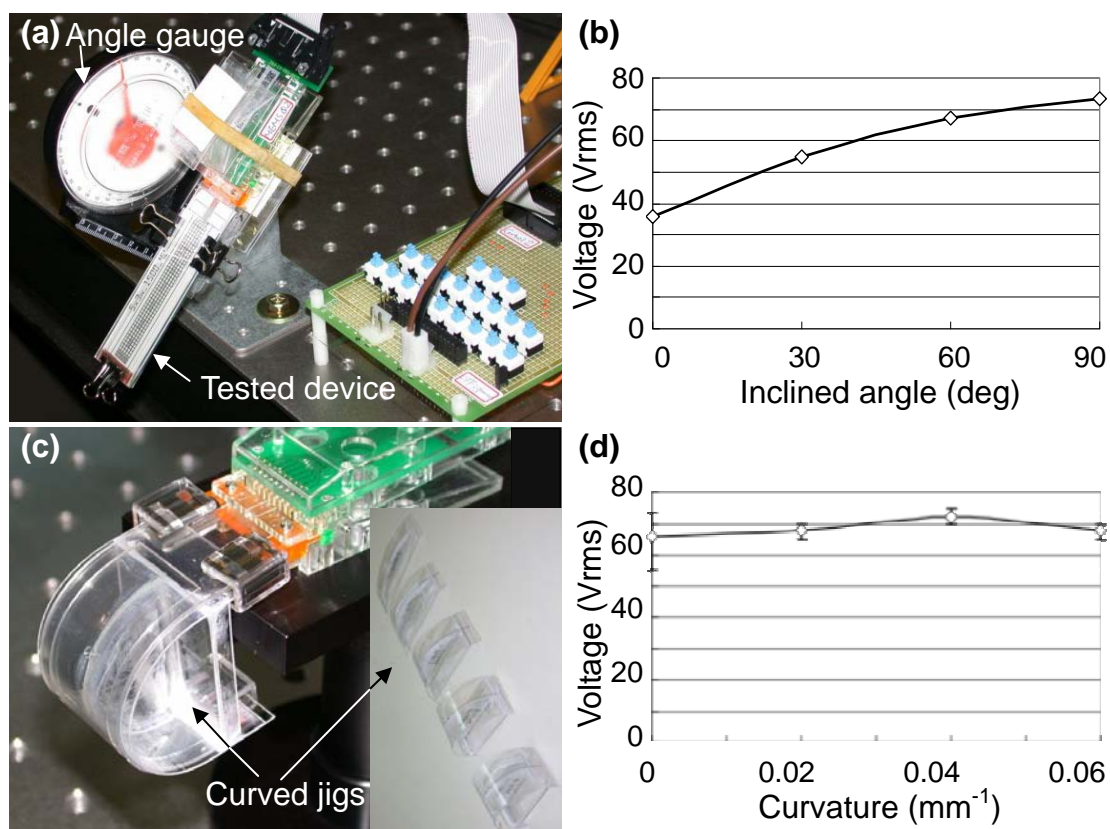 (a)
Angle gauge
Tested device
(b)
80
60
40
20
0
0 30 60 90
Voltage (Vrms)
Inclined angle (deg)
(c)
Curved jigs
(d)
80
60
40
20
0
0 0.02 0.04 0.06
Voltage (Vrms)
Curvature (mm⁻¹)